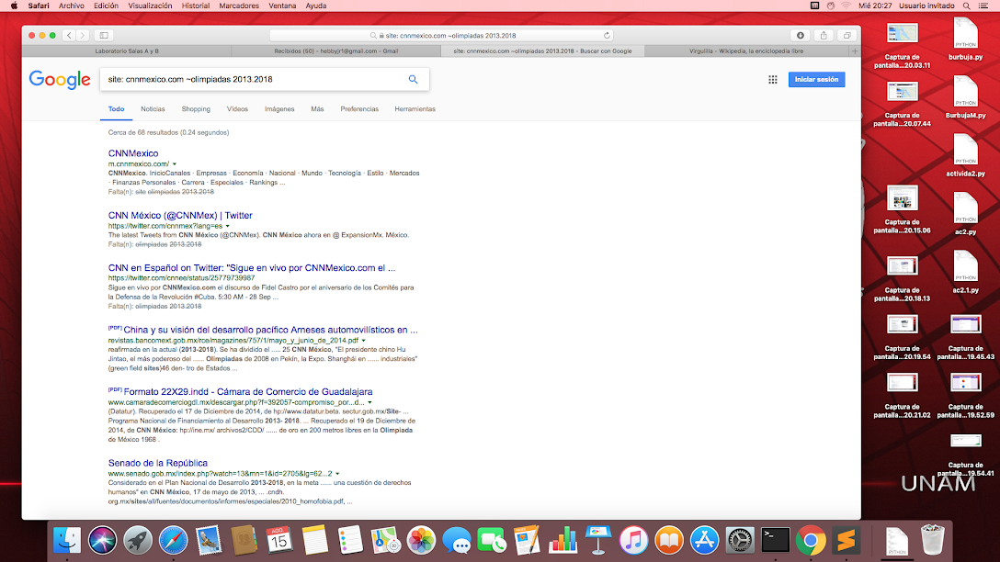 Safari Archivo Edición Visualización Historial Marcadores Ventana Ayuda
Mié 20:27 Usuario invitado
site: cnnmexico.com ~olimpiadas 2013.2018
Laboratorio Salas A y B
Recibidos (50) - hebbyjr1@gmail.com - Gmail
site: cnnmexico.com ~olimpiadas 2013.2018 - Buscar con Google
Virguilla - Wikipedia, la enciclopedia libre
Google
site: cnnmexico.com ~olimpiadas 2013.2018
Iniciar sesión
Todo Noticias Shopping Vídeos Imágenes Más Preferencias Herramientas
Cerca de 68 resultados (0.24 segundos)
CNNMexico
m.cnnmexico.com/
CNNMexico. InicioCanales · Empresas · Economía · Nacional · Mundo · Tecnología · Estilo · Mercados
· Finanzas Personales · Carrera · Especiales · Rankings ...
Falta(n): site olimpiadas 2013.2018
CNN México (@CNNMex) | Twitter
https://twitter.com/cnnmex?lang=es
The latest Tweets from CNN México (@CNNMex). CNN México ahora en @ ExpansionMx. México.
Falta(n): olimpiadas 2013.2018
CNN en Español on Twitter: "Sigue en vivo por CNNMexico.com el ...
https://twitter.com/cnnee/status/25779739987
Sigue en vivo por CNNMexico.com el discurso de Fidel Castro por el aniversario de los Comités para
la Defensa de la Revolución #Cuba. 5:30 AM - 28 Sep ...
Falta(n): olimpiadas 2013.2018
[PDF] China y su visión del desarrollo pacífico Arneses automovilísticos en ...
revistas.bancomext.gob.mx/rce/magazines/757/1/mayo_y_junio_de_2014.pdf
reafirmada en la actual (2013-2018). Se ha dividido el ..... 25 CNN México, "El presidente chino Hu
Jintao, el más poderoso del ...... Olimpiadas de 2008 en Pekín, la Expo. Shanghái en ...... industriales"
(green field sites)46 den- tro de Estados ...
[PDF] Formato 22X29.indd - Cámara de Comercio de Guadalajara
www.camaradecomerciogdl.mx/descargar.php?f=392057-compromiso_por...d...
(Datatur). Recuperado el 17 de Diciembre de 2014, de hp://www.datatur.beta. sectur.gob.mx/Site- ...
Programa Nacional de Financiamiento al Desarrollo 2013- 2018. ... Recuperado el 19 de Diciembre de
2014, de CNN México: hp://ine.mx/ archivos2/CDD/ ...... de oro en 200 metros libres en la Olimpiada
de México 1968 .
Senado de la República
www.senado.gob.mx/index.php?watch=13&mn=1&id=2705&lg=62...2
Considerado en el Plan Nacional de Desarrollo 2013-2018, en la meta ...... una cuestión de derechos
humanos" en CNN México, 17 de mayo de 2013, ... .cndh.
org.mx/sites/all/fuentes/documentos/informes/especiales/2010_homofobia.pdf, ...
Captura de
pantalla...20.03.11
PYTHON
burbuja.py
Captura de
pantalla...20.07.44
PYTHON
BurbujaM.py
PYTHON
activida2.py
Captura de
pantalla...20.15.06
PYTHON
ac2.py
Captura de
pantalla...20.18.13
PYTHON
ac2.1.py
Captura de
pantalla...20.19.54
Captura de
pantalla...19.45.43
Captura de
pantalla...20.21.02
Captura de
pantalla...19.52.59
Captura de
pantalla...19.54.41
UNAM
AGO
15
PYTHON